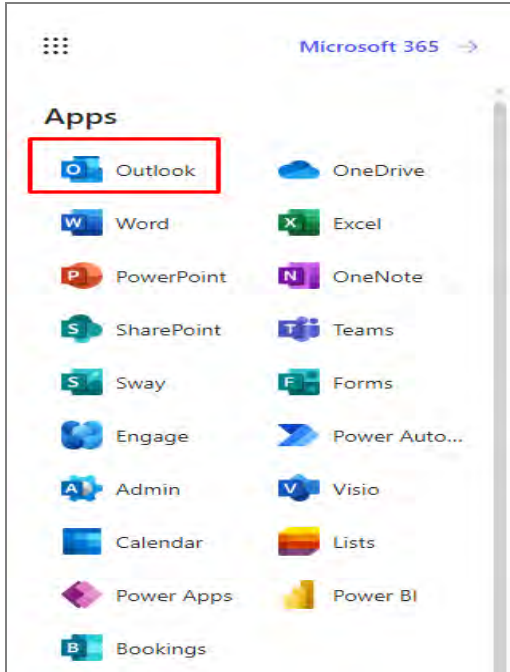 Microsoft 365 →
Apps
Outlook OneDrive
Word Excel
PowerPoint OneNote
SharePoint Teams
Sway Forms
Engage Power Auto...
Admin Visio
Calendar Lists
Power Apps Power BI
Bookings